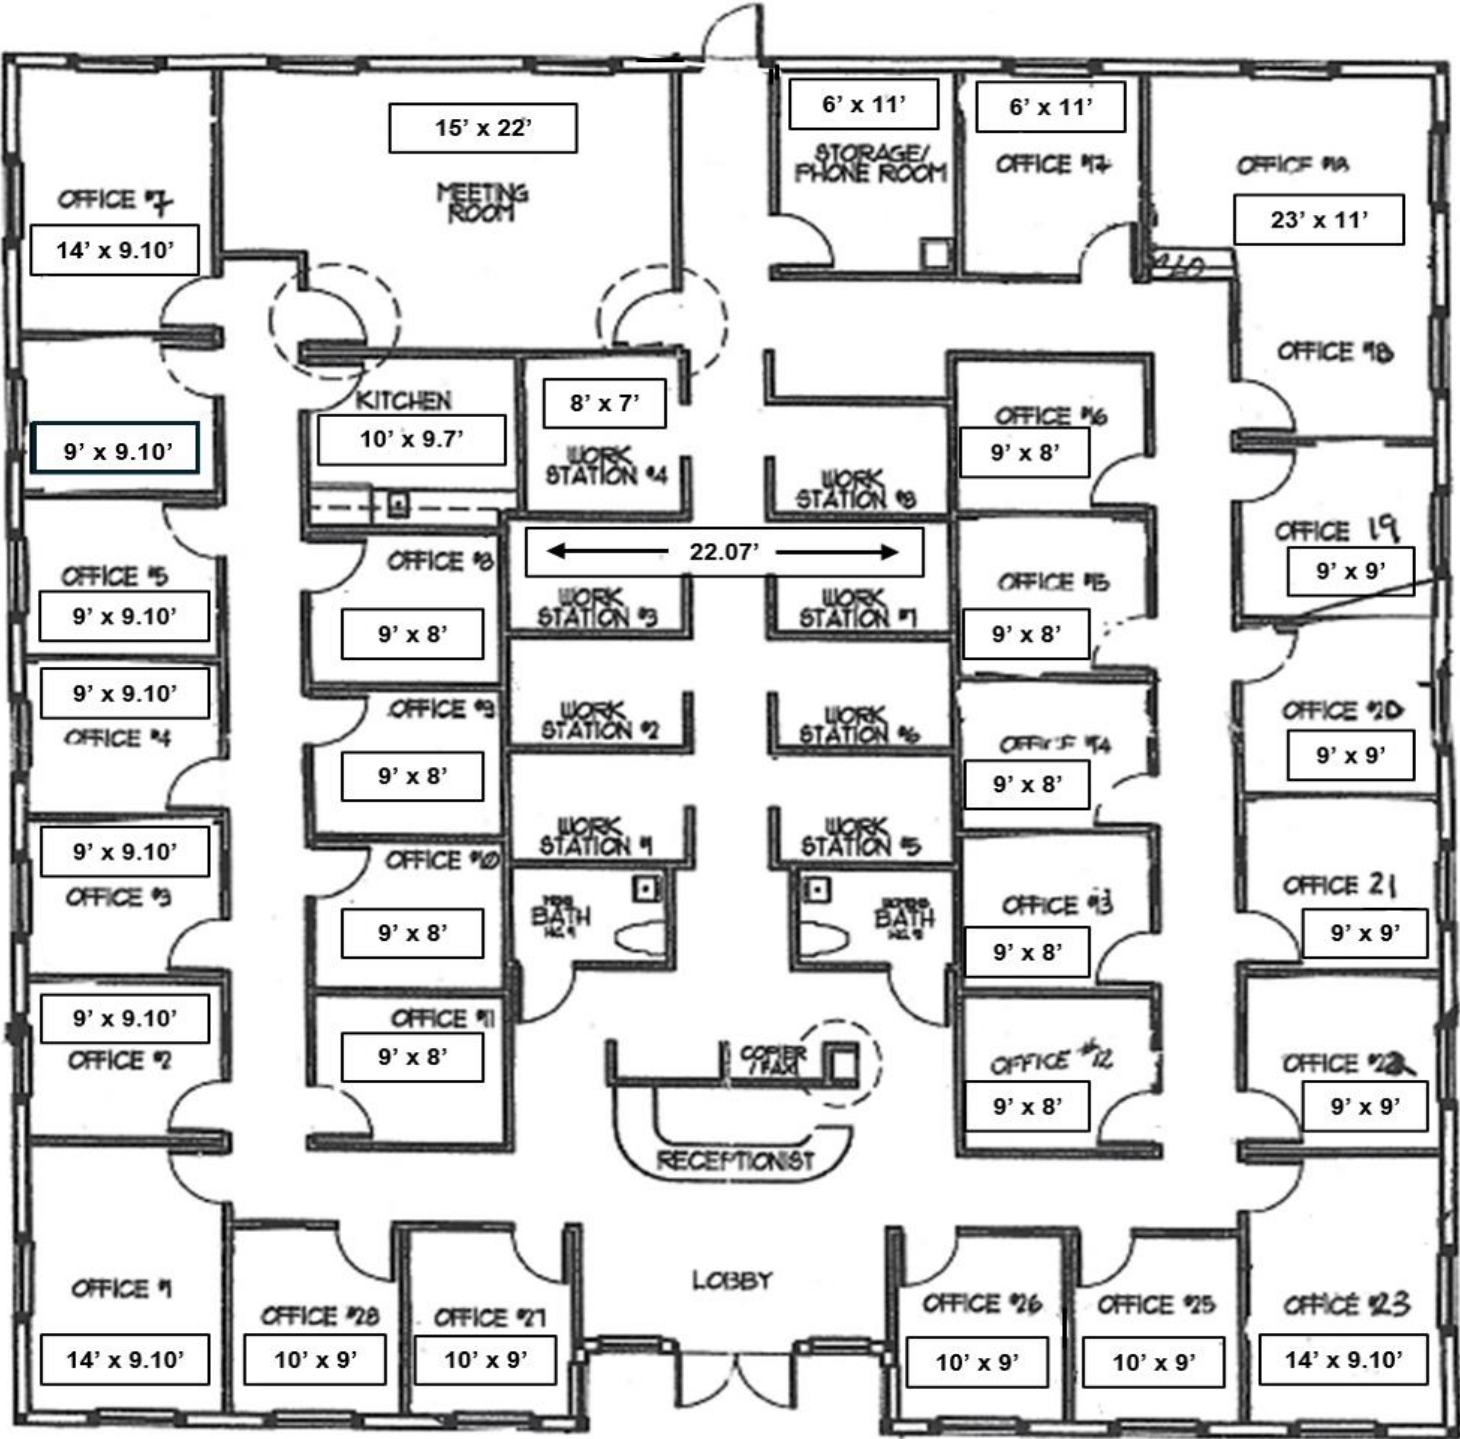 15’ x 22’
MEETING
ROOM
6’ x 11’
STORAGE/
PHONE ROOM
6’ x 11’
OFFICE #17
OFFICE #18
23’ x 11’
OFFICE #7
14’ x 9.10’
OFFICE #18
9’ x 9.10’
KITCHEN
10’ x 9.7’
8’ x 7’
WORK
STATION #4
WORK
STATION #8
OFFICE #16
9’ x 8’
OFFICE 19
9’ x 9’
OFFICE #5
9’ x 9.10’
OFFICE #8
9’ x 8’
22.07’
WORK
STATION #3
WORK
STATION #7
OFFICE #15
9’ x 8’
9’ x 9.10’
OFFICE #4
OFFICE #9
9’ x 8’
WORK
STATION #2
WORK
STATION #6
OFFICE #14
9’ x 8’
OFFICE #20
9’ x 9’
9’ x 9.10’
OFFICE #3
OFFICE #10
9’ x 8’
WORK
STATION #1
WORK
STATION #5
BATH
BATH
OFFICE #13
9’ x 8’
OFFICE 21
9’ x 9’
9’ x 9.10’
OFFICE #2
OFFICE #11
9’ x 8’
COPIER
/FAX
OFFICE #12
9’ x 8’
OFFICE #22
9’ x 9’
RECEPTIONIST
LOBBY
OFFICE #1
14’ x 9.10’
OFFICE #28
10’ x 9’
OFFICE #27
10’ x 9’
OFFICE #26
10’ x 9’
OFFICE #25
10’ x 9’
OFFICE #23
14’ x 9.10’